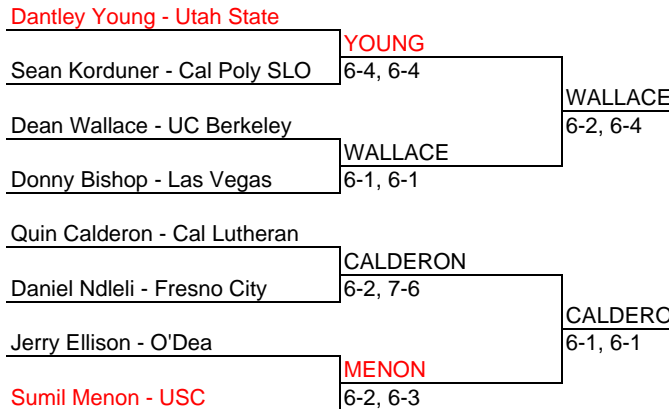 Dantley Young - Utah State
YOUNG
Sean Korduner - Cal Poly SLO
6-4, 6-4
WALLACE
Dean Wallace - UC Berkeley
6-2, 6-4
WALLACE
Donny Bishop - Las Vegas
6-1, 6-1
Quin Calderon - Cal Lutheran
CALDERON
Daniel Ndleli - Fresno City
6-2, 7-6
CALDERO
Jerry Ellison - O'Dea
6-1, 6-1
MENON
Sumil Menon - USC
6-2, 6-3